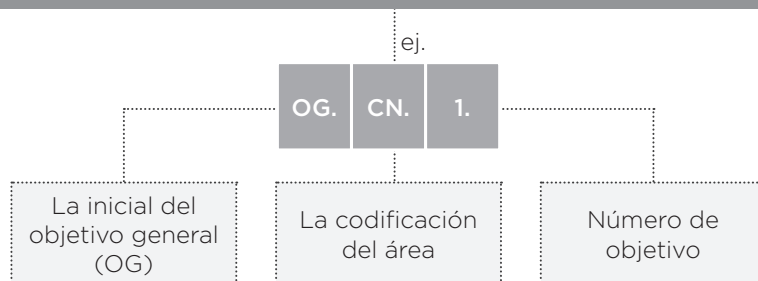 ej.
OG. CN. 1.
La inicial del
objetivo general
(OG)
La codificación
del área
Número de
objetivo